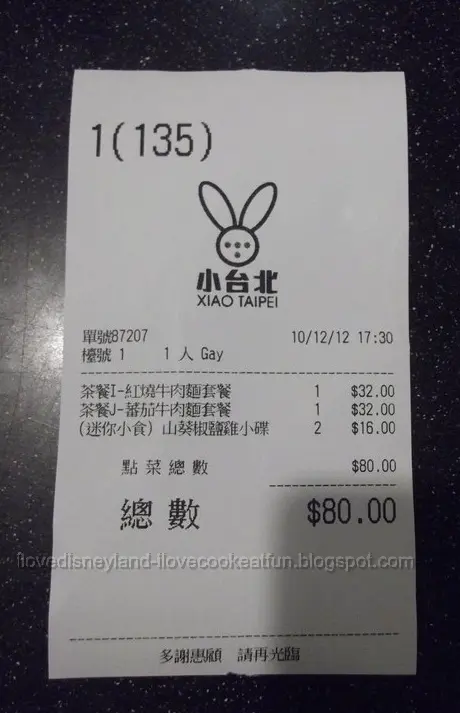 1(135)
小台北
XIAO TAIPEI
單號87207 10/12/12 17:30
檯號 1 1 人 Gay
茶餐I-紅燒牛肉麵套餐 1 $32.00
茶餐J-蕃茄牛肉麵套餐 1 $32.00
(迷你小食) 山葵椒鹽雞小碟 2 $16.00
點菜總數 $80.00
總數 $80.00
ilovedisneyland-ilovecookeatfun.blogspot.com
多謝惠顧 請再光臨